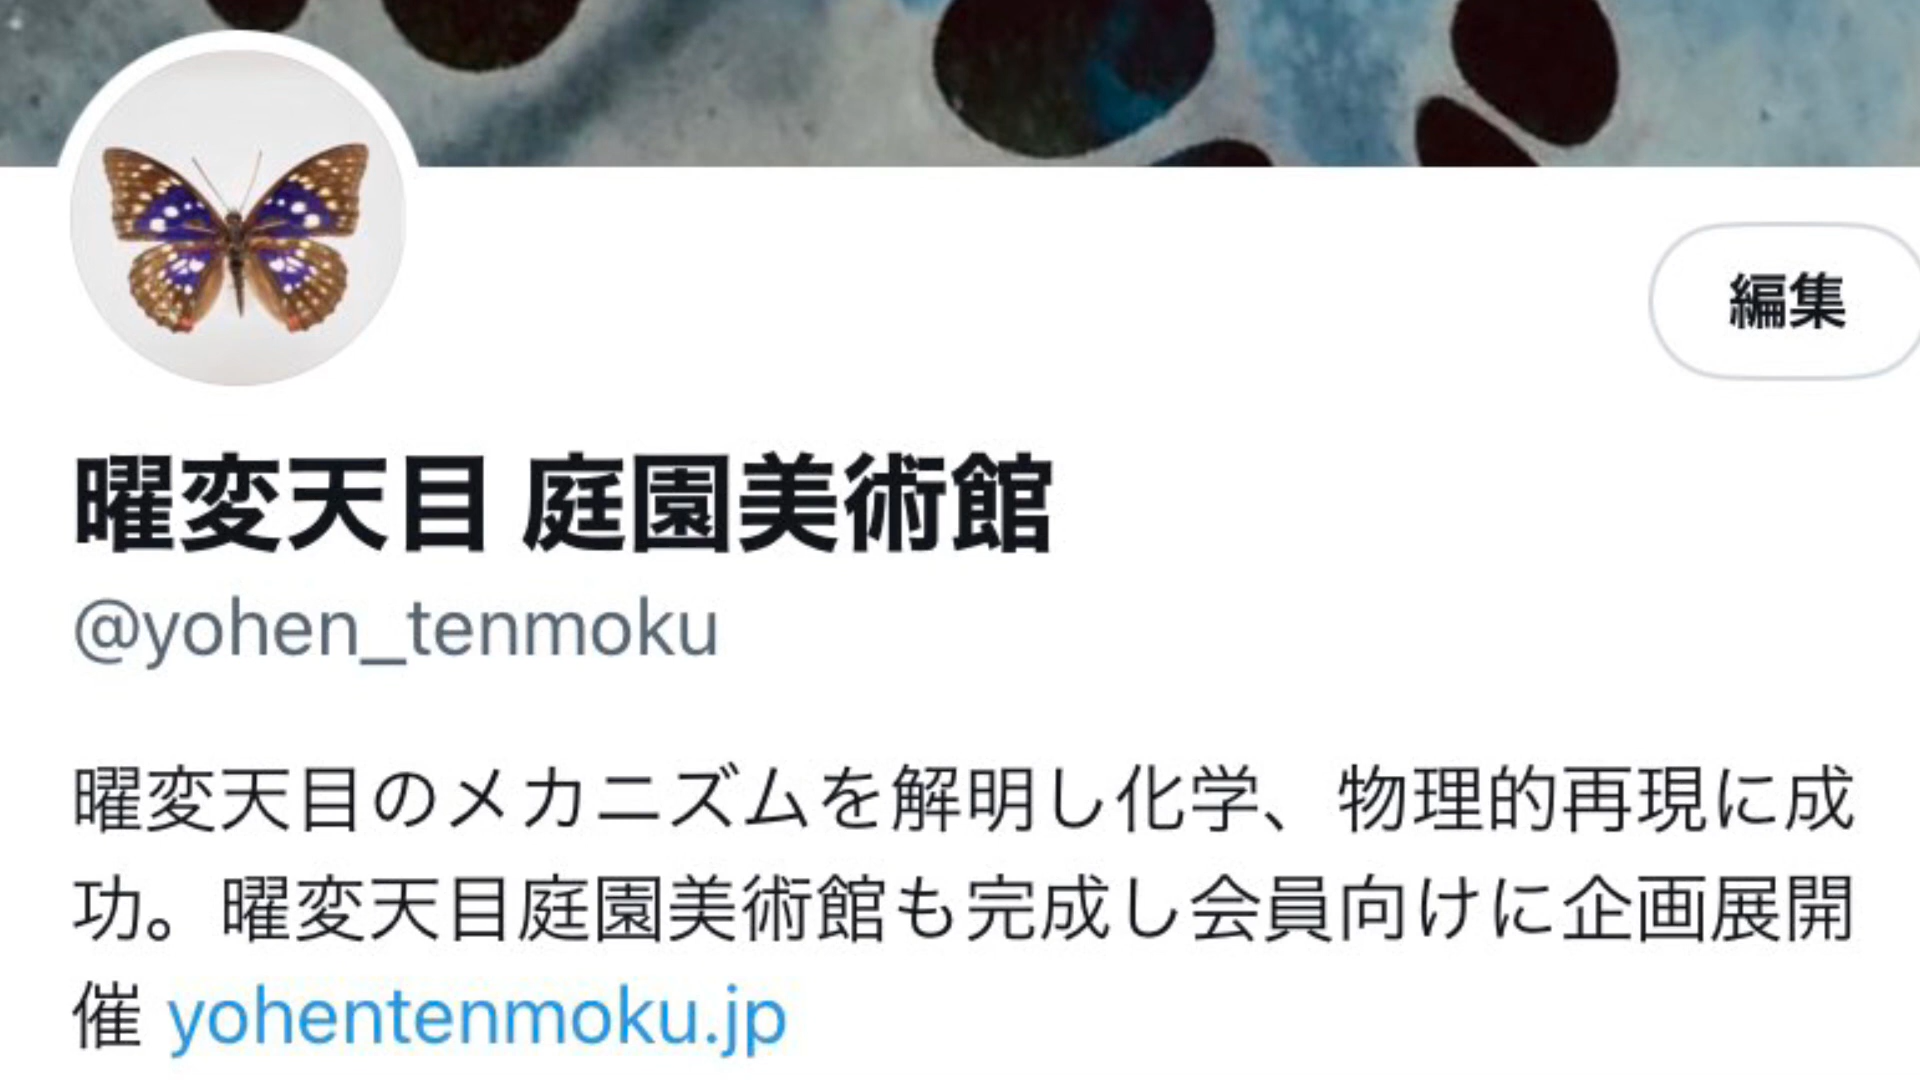 編集
曜変天目 庭園美術館
@yohen_tenmoku
曜変天目のメカニズムを解明し化学、物理的再現に成
功。曜変天目庭園美術館も完成し会員向けに企画展開
催 yohentenmoku.jp